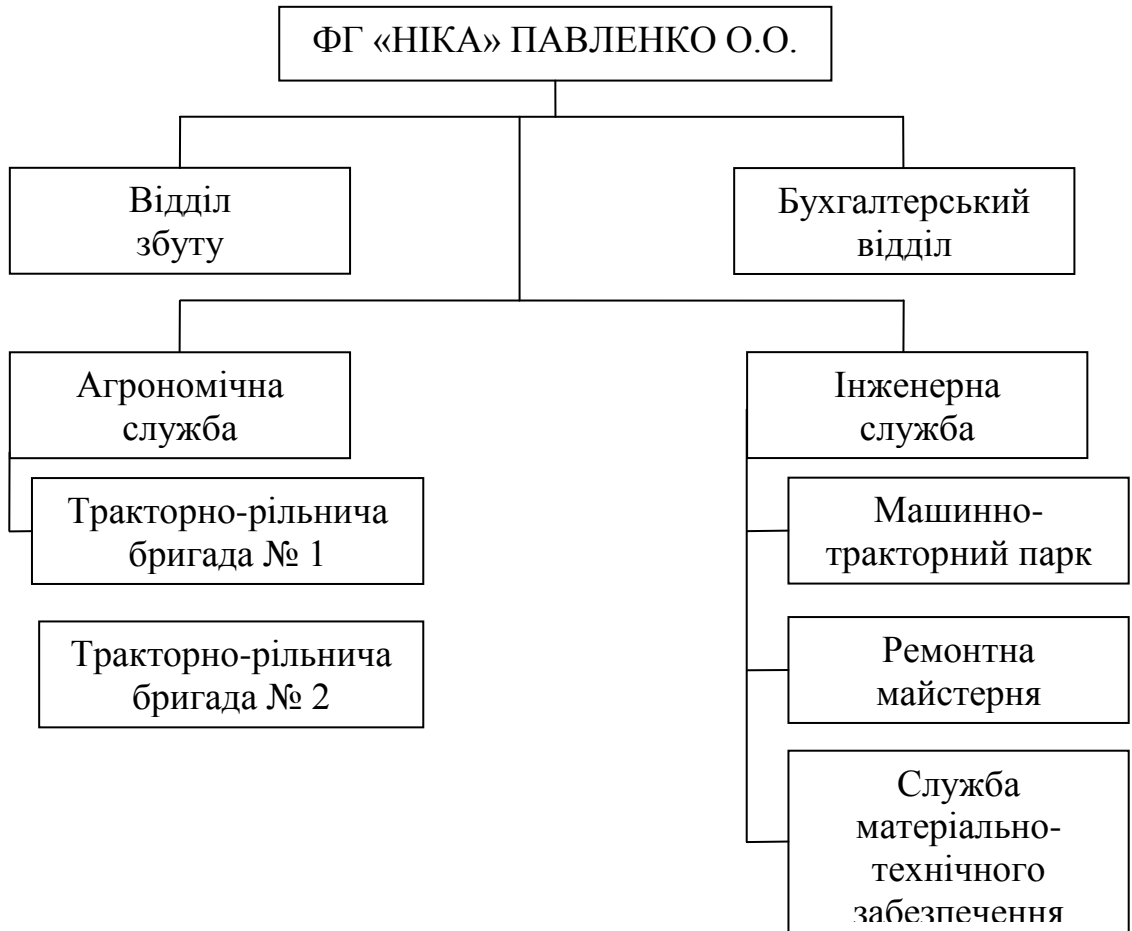 ФГ «НІКА» ПАВЛЕНКО О.О.
Відділ
збуту
Бухгалтерський
відділ
Агрономічна
служба
Інженерна
служба
Тракторно-рільнича
бригада № 1
Машинно-
тракторний парк
Тракторно-рільнича
бригада № 2
Ремонтна
майстерня
Служба
матеріально-
технічного
забезпечення